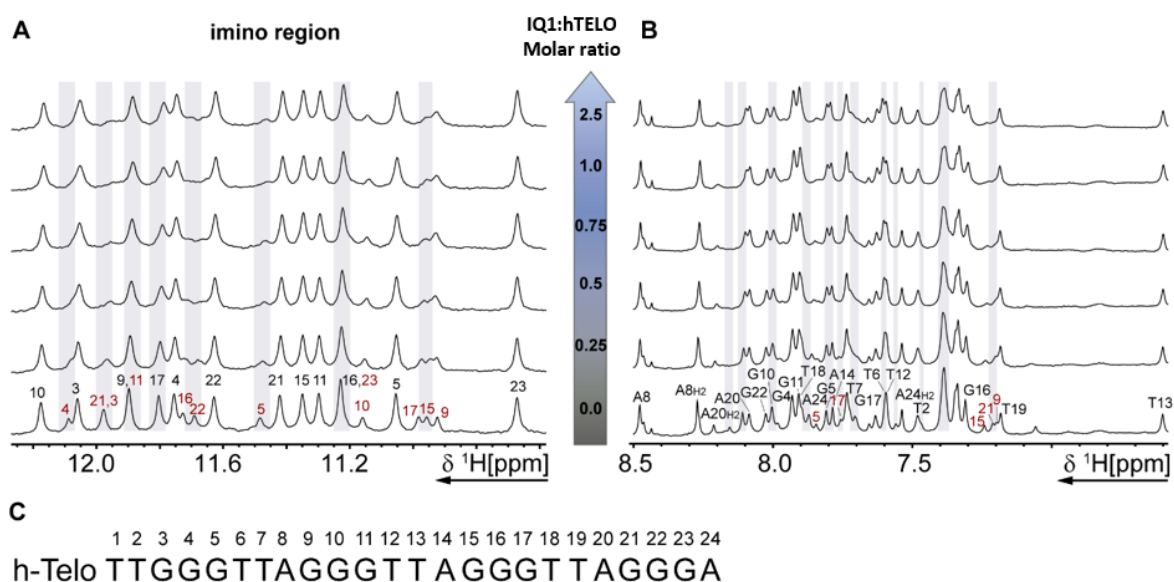 A
imino region
IQ1:hTELO
Molar ratio
B
2.5
1.0
0.75
0.5
0.25
0.0
10 3 9,11 17 4 22 21 15 11 16,23 5 23
4 21,3 16 22 5 10 17 15 9
12.0 11.6 11.2 δ ¹H[ppm]
A8 A8H2 A20 A20H2 G22 G10 G4 G11 T18 A24 5 G5 17 A14 T7 G17 T6 T12 A24H2 T2 G16 15 21 9 T19 T13
8.5 8.0 7.5 δ ¹H[ppm]
C
1 2 3 4 5 6 7 8 9 10 11 12 13 14 15 16 17 18 19 20 21 22 23 24
h-Telo TTGGGTTAGGGTTAGGGTTAGGGA